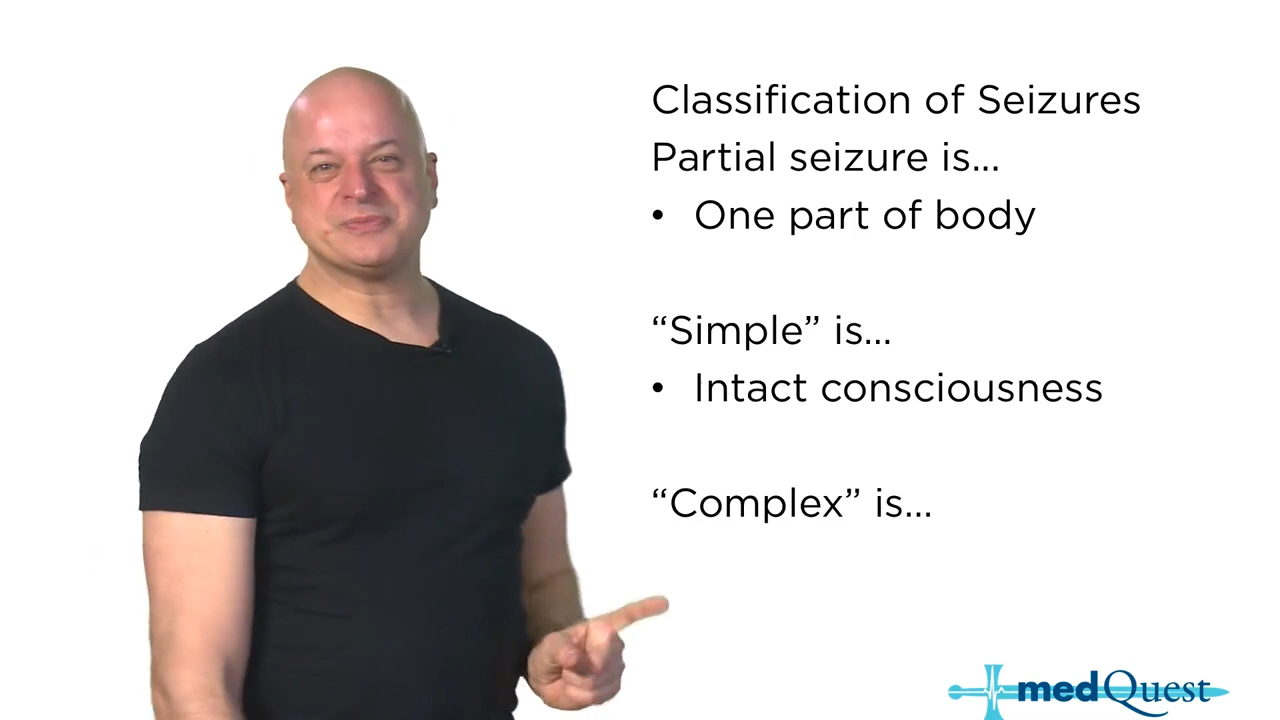 Classification of Seizures
Partial seizure is...
• One part of body
“Simple” is...
• Intact consciousness
“Complex” is...
medQuest